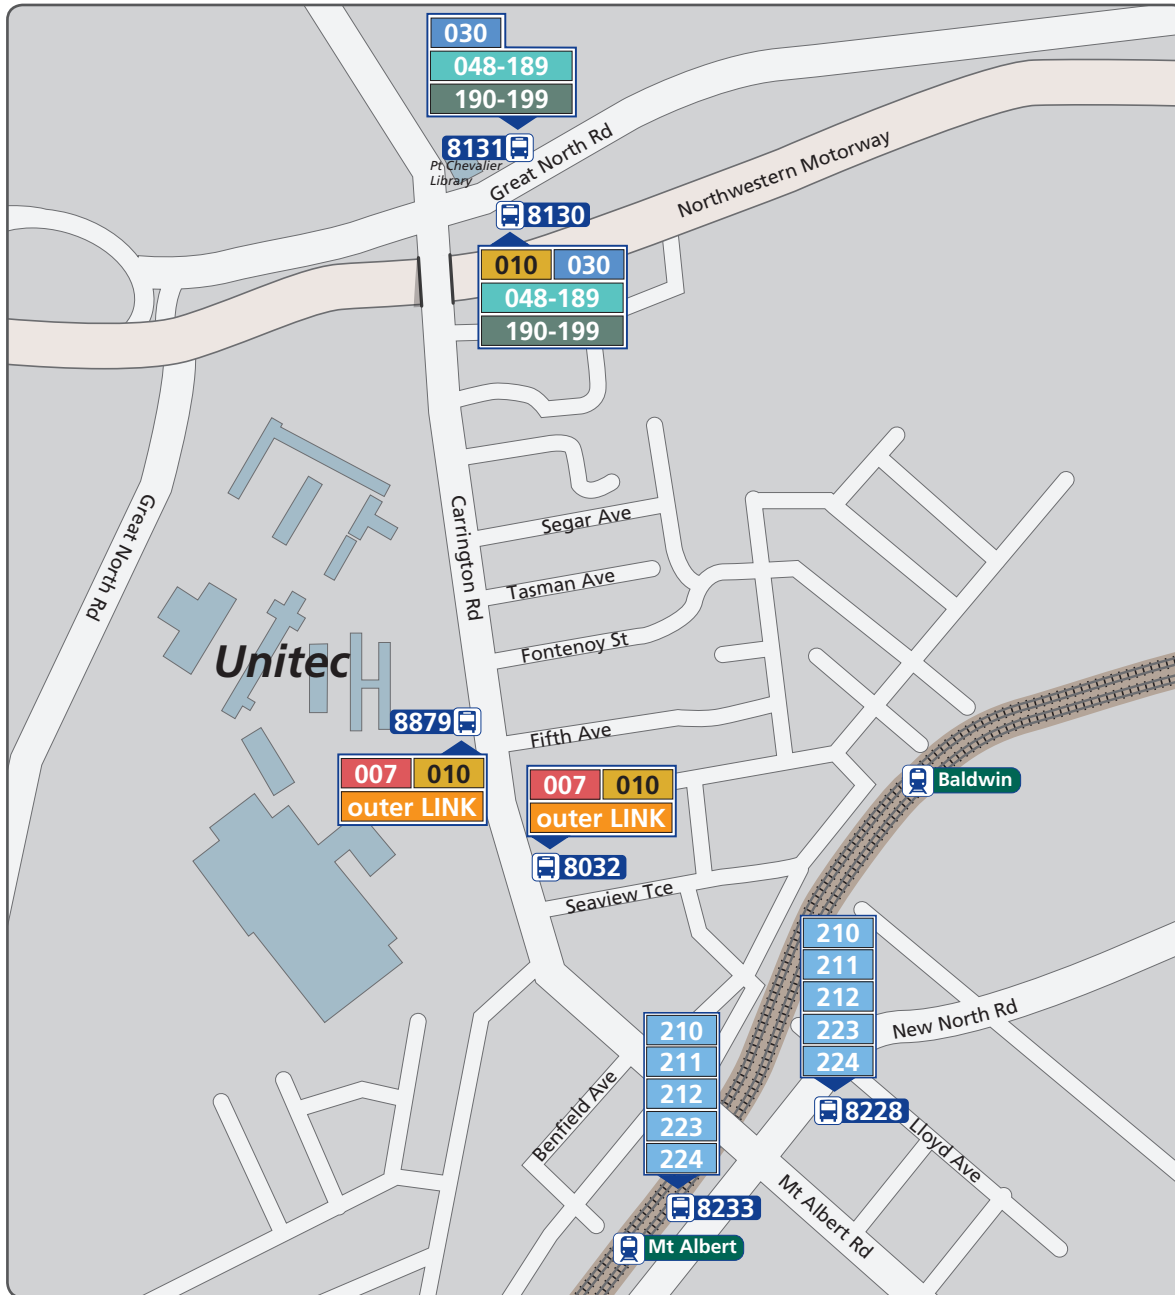 030
048-189
190-199
8131
Pt Chevalier
Library
Great North Rd
Northwestern Motorway
8130
010 030
048-189
190-199
Great North Rd
Carrington Rd
Segar Ave
Tasman Ave
Fontenoy St
Unitec
8879
Fifth Ave
007 010
outer LINK
007 010
outer LINK
Baldwin
8032
Seaview Tce
210
211
212
223
224
New North Rd
210
211
212
223
224
8228
Benfield Ave
Lloyd Ave
8233
Mt Albert Rd
Mt Albert